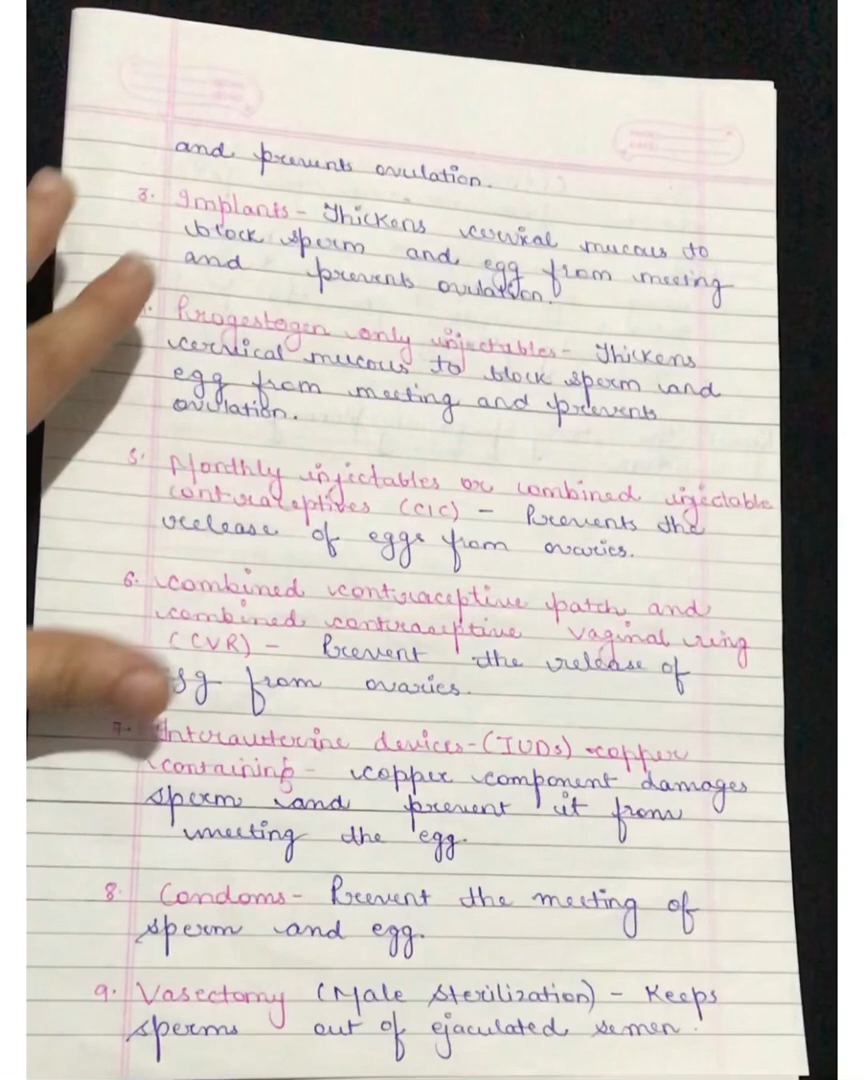 and prevents ovulation.
3. Implants - Thickens cervical mucous to
block sperm and egg from meeting
and prevents ovulation.
Progestogen only injectables - Thickens
cervical mucous to block sperm and
egg from meeting and prevents
ovulation.
5. Monthly injectables or combined injectable
contraceptives (CIC) - Prevents the
release of eggs from ovaries.
6. combined contraceptive patch and
combined contraceptive vaginal ring
(CCVR) - Prevent the release of
from ovaries.
7. Interauterine devices - (IUDs) copper
containing - copper component damages
sperm and prevent it from
meeting the egg.
8. Condoms - Prevent the meeting of
sperm and egg.
9. Vasectomy (Male Sterilization) - Keeps
sperms out of ejaculated semen.